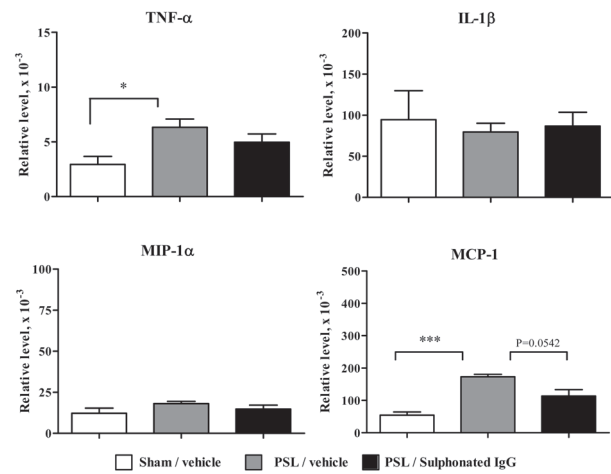 TNF-α
Relative level, x 10⁻³
15
10
5
0
*
IL-1β
Relative level, x 10⁻³
200
150
100
50
0
MIP-1α
Relative level, x 10⁻³
100
75
50
25
0
MCP-1
Relative level, x 10⁻³
500
400
300
200
100
0
***
P=0.0542
Sham / vehicle PSL / vehicle PSL / Sulphonated IgG